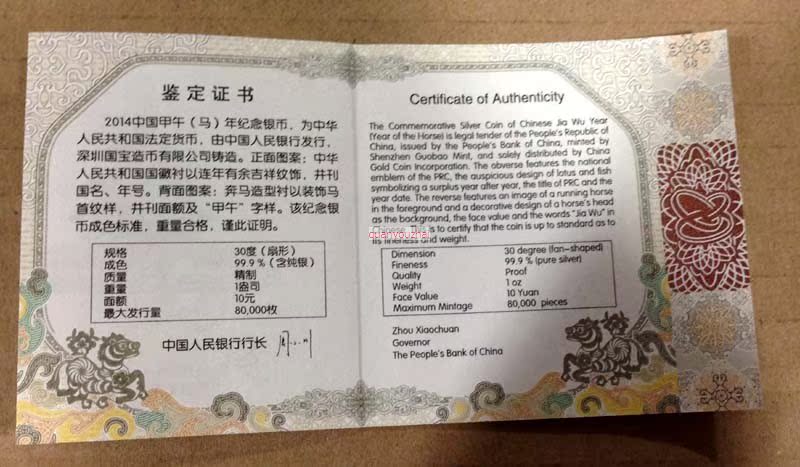 鉴定证书
2014中国甲午（马）年纪念银币，为中华
人民共和国法定货币，由中国人民银行发行，
深圳国宝造币有限公司铸造。正面图案：中华
人民共和国国徽衬以连年有余吉祥纹饰，并刊
国名、年号。背面图案：奔马造型衬以装饰马
首纹样，并刊面额及“甲午”字样。该纪念银
币成色标准，重量合格，谨此证明。
规格 30度（扇形）
成色 99.9％（含纯银）
质量 精制
重量 1盎司
面额 10元
最大发行量 80,000枚
中国人民银行行长
Certificate of Authenticity
The Commemorative Silver Coin of Chinese Jia Wu Year
(Year of the Horse) is legal tender of the People's Republic of
China, issued by the People's Bank of China, minted by
Shenzhen Guobao Mint, and solely distributed by China
Gold Coin Incorporation. The obverse features the national
emblem of the PRC, the auspicious design of lotus and fish
symbolizing a surplus year after year, the title of PRC and the
year date. The reverse features an image of a running horse
in the foreground and a decorative design of a horse's head
as the background, the face value and the words "Jia Wu" in
Chinese. This is to certify that the coin is up to standard as to
its fineness and weight.
quanyouzhai
Dimension 30 degree (fan-shaped)
Fineness 99.9 % (pure silver)
Quality Proof
Weight 1 oz
Face Value 10 Yuan
Maximum Mintage 80,000 pieces
Zhou Xiaochuan
Governor
The People's Bank of China